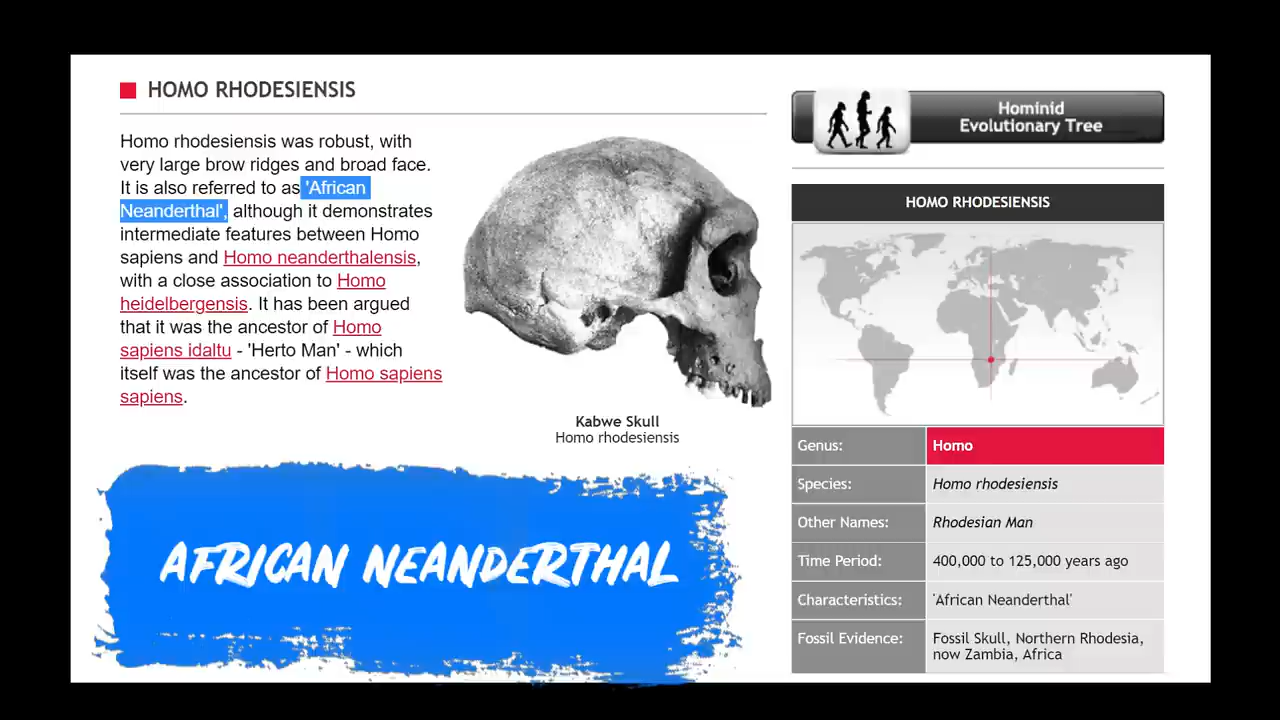 HOMO RHODESIENSIS
Homo rhodesiensis was robust, with
very large brow ridges and broad face.
It is also referred to as 'African
Neanderthal', although it demonstrates
intermediate features between Homo
sapiens and Homo neanderthalensis,
with a close association to Homo
heidelbergensis. It has been argued
that it was the ancestor of Homo
sapiens idaltu - 'Herto Man' - which
itself was the ancestor of Homo sapiens
sapiens.
Kabwe Skull
Homo rhodesiensis
AFRICAN NEANDERTHAL
Hominid
Evolutionary Tree
HOMO RHODESIENSIS
Genus: Homo
Species: Homo rhodesiensis
Other Names: Rhodesian Man
Time Period: 400,000 to 125,000 years ago
Characteristics: 'African Neanderthal'
Fossil Evidence: Fossil Skull, Northern Rhodesia,
now Zambia, Africa